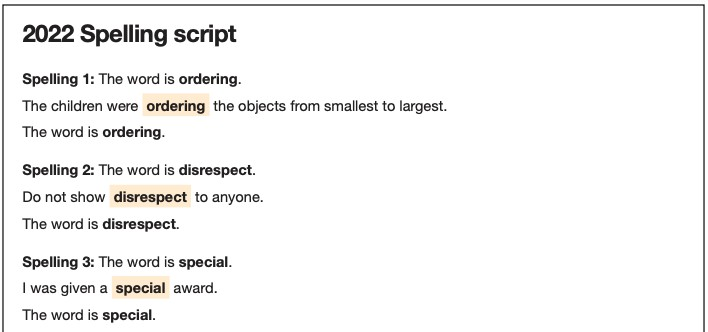 2022 Spelling script
Spelling 1: The word is ordering.
The children were ordering the objects from smallest to largest.
The word is ordering.
Spelling 2: The word is disrespect.
Do not show disrespect to anyone.
The word is disrespect.
Spelling 3: The word is special.
I was given a special award.
The word is special.